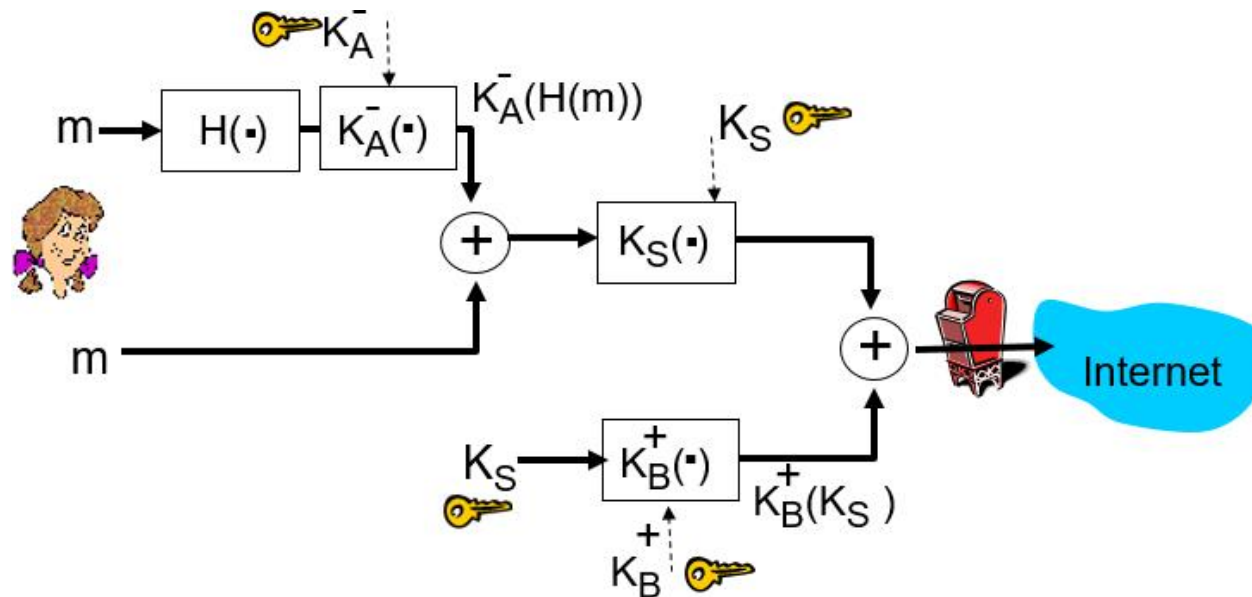 K_A^-
K_A^-(H(m))
m
H(·)
K_A^-(·)
K_S
+
K_S(·)
m
+
Internet
K_S
K_B^+(·)
K_B^+(K_S )
K_B^+